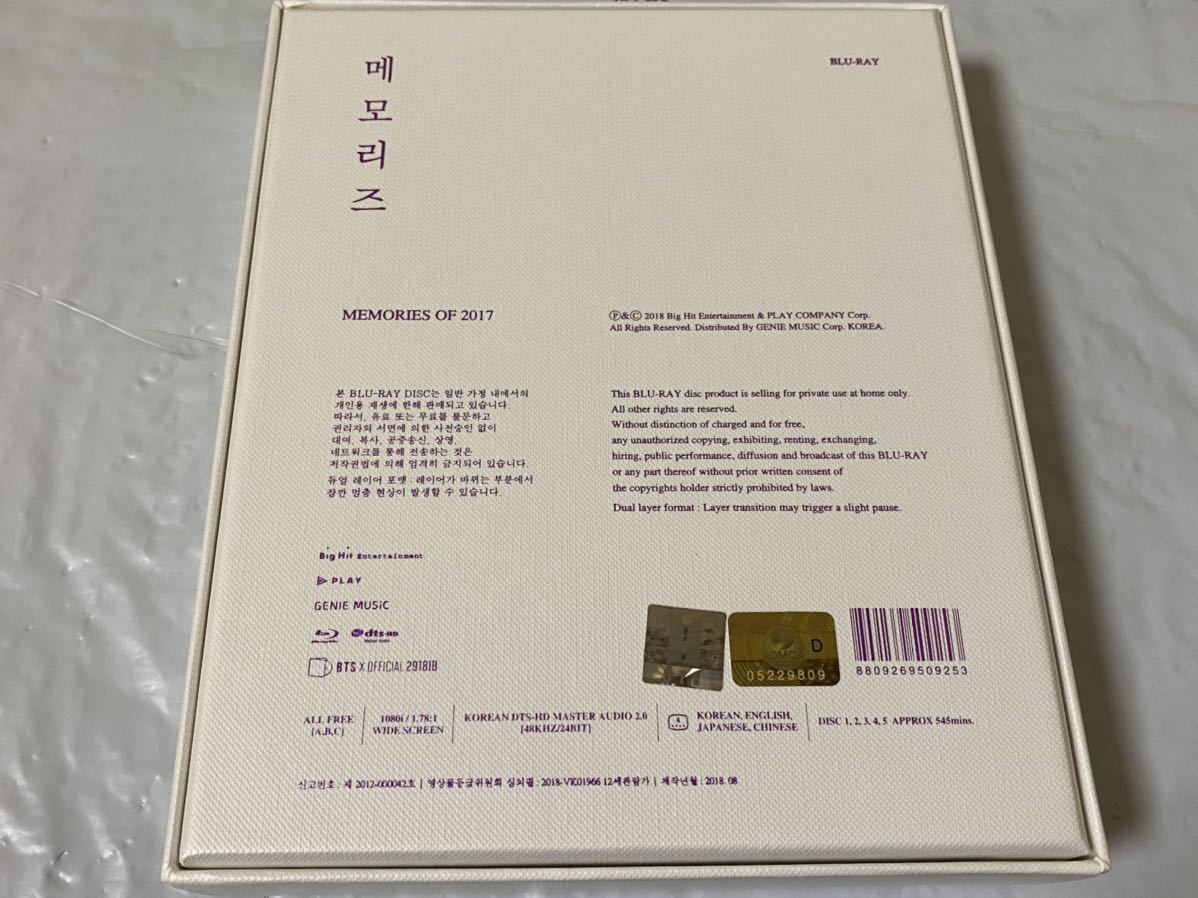 메모리즈
BLU-RAY
MEMORIES OF 2017
Ⓟ&Ⓒ 2018 Big Hit Entertainment & PLAY COMPANY Corp.
All Rights Reserved. Distributed By GENIE MUSIC Corp. KOREA.
본 BLU-RAY DISC는 일반 가정 내에서의
개인용 재생에 한해 판매되고 있습니다.
따라서, 유료 또는 무료를 불문하고
권리자의 서면에 의한 사전승인 없이
대여, 복사, 공중송신, 상영,
네트워크를 통해 전송하는 것은
저작권법에 의해 엄격히 금지되어 있습니다.
듀얼 레이어 포맷 : 레이어가 바뀌는 부분에서
잠깐 멈춤 현상이 발생할 수 있습니다.
This BLU-RAY disc product is selling for private use at home only.
All other rights are reserved.
Without distinction of charged and for free,
any unauthorized copying, exhibiting, renting, exchanging,
hiring, public performance, diffusion and broadcast of this BLU-RAY
or any part thereof without prior written consent of
the copyrights holder strictly prohibited by laws.
Dual layer format : Layer transition may trigger a slight pause.
Big Hit Entertainment
PLAY
GENIE MUSIC
dts-HD
Master Audio
BTS X OFFICIAL 2918IB
D
05229809
8809269509253
ALL FREE
[A,B,C]
1080i / 1.78:1
WIDE SCREEN
KOREAN DTS-HD MASTER AUDIO 2.0
[48KHZ/24BIT]
4
KOREAN, ENGLISH,
JAPANESE, CHINESE
DISC 1, 2, 3, 4, 5 APPROX 545mins.
신고번호 : 제 2012-000042호 | 영상물등급위원회 심의필 : 2018-VK01966 12세관람가 | 제작년월 : 2018. 08